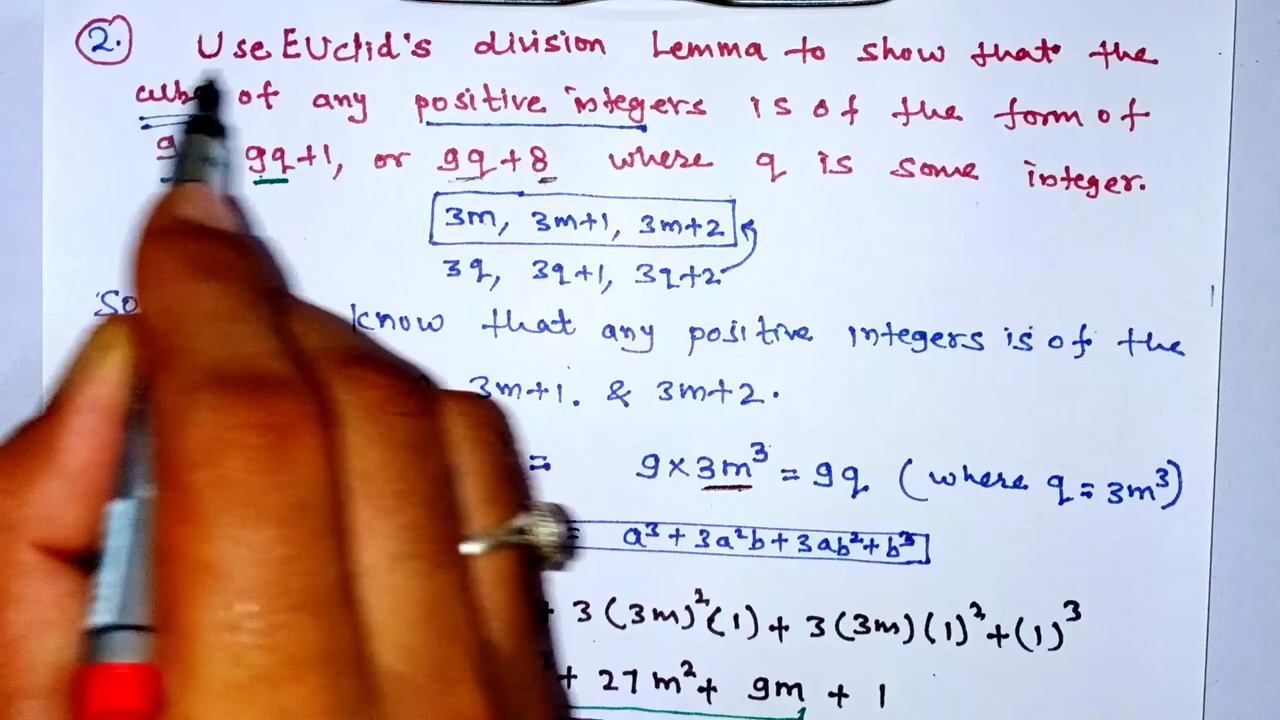 2. Use Euclid's division Lemma to show that the
cube of any positive integers is of the form of
9q+1, or 9q+8 where q is some integer.
3m, 3m+1, 3m+2
3q, 3q+1, 3q+2
So know that any positive integers is of the
3m+1. & 3m+2.
= 9×3m³ = 9q (where q = 3m³)
= a³ + 3a²b + 3ab² + b³]
+ 3(3m)²(1) + 3(3m)(1)² + (1)³
+ 27m² + 9m + 1